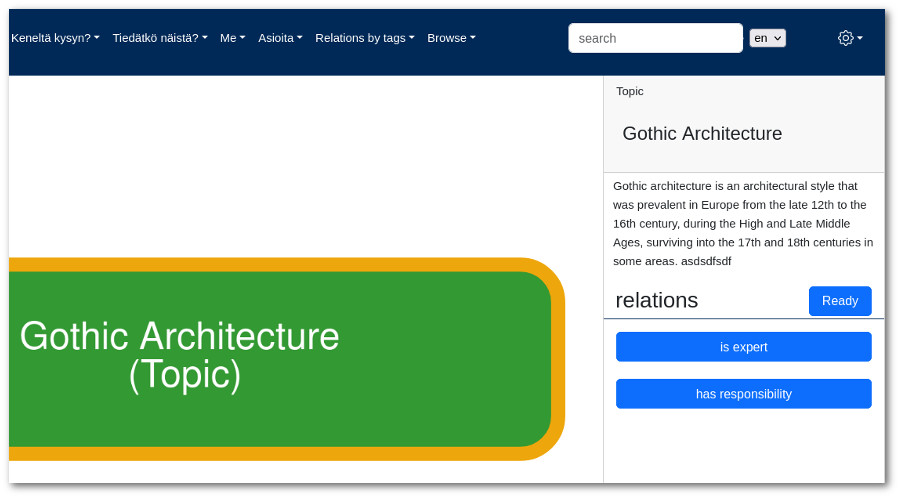 Keneltä kysyn? Tiedätkö näistä? Me Asioita Relations by tags Browse search en
Topic
Gothic Architecture
Gothic architecture is an architectural style that
was prevalent in Europe from the late 12th to the
16th century, during the High and Late Middle
Ages, surviving into the 17th and 18th centuries in
some areas. asdsdfsdf
relations Ready
is expert
has responsibility
Gothic Architecture
(Topic)